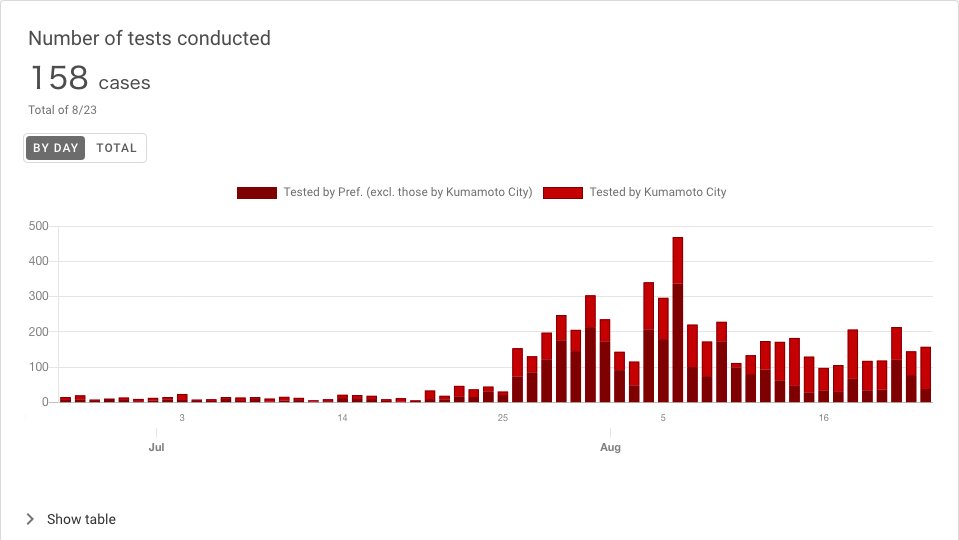 Number of tests conducted
158 cases
Total of 8/23
BY DAY TOTAL
Tested by Pref. (excl. those by Kumamoto City) Tested by Kumamoto City
500
400
300
200
100
0
3 14 25 5 16
Jul Aug
Show table